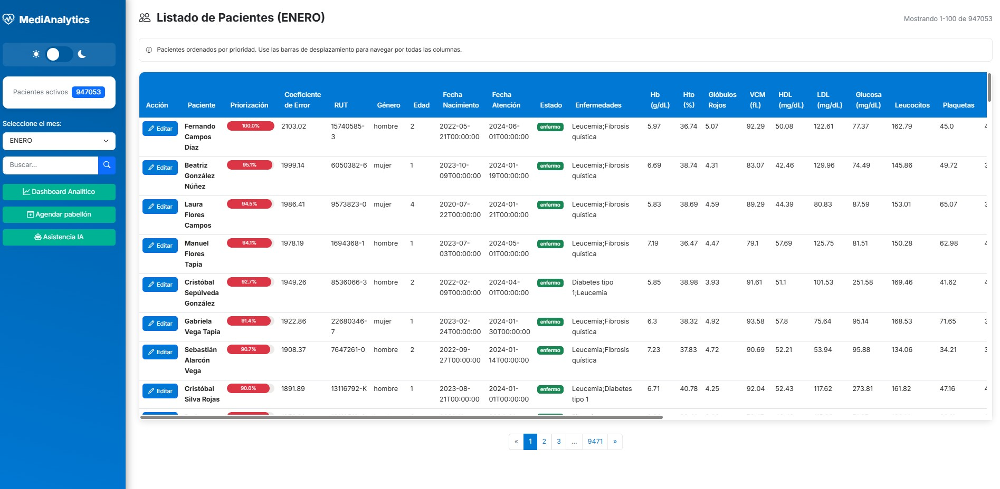 MediAnalytics
Pacientes activos 947053
Seleccione el mes:
ENERO
Buscar...
Dashboard Analítico
Agendar pabellón
Asistencia IA
Listado de Pacientes (ENERO)
Mostrando 1-100 de 947053
Pacientes ordenados por prioridad. Use las barras de desplazamiento para navegar por todas las columnas.
Coeficiente Fecha Fecha Hb Hto Glóbulos VCM HDL LDL Glucosa
Acción Paciente Priorización de Error RUT Género Edad Nacimiento Atención Estado Enfermedades (g/dL) (%) Rojos (fL) (mg/dL) (mg/dL) (mg/dL) Leucocitos Plaquetas
Editar Fernando 100.0% 2103.02 15740585- hombre 2 2022-05- 2024-06- enfermo Leucemia;Fibrosis 5.97 36.74 5.07 92.29 50.08 122.61 77.37 162.79 45.0
Campos 3 21T00:00:00 01T00:00:00 quística
Díaz
Editar Beatriz 95.1% 1999.14 6050382-6 mujer 1 2023-10- 2024-01- enfermo Leucemia;Fibrosis 6.69 38.74 4.31 83.07 42.46 129.96 74.49 145.86 49.72
González 09T00:00:00 19T00:00:00 quística
Núñez
Editar Laura 94.5% 1986.41 9573823-0 mujer 4 2020-07- 2024-01- enfermo Leucemia;Fibrosis 5.83 38.69 4.59 89.29 44.39 80.83 87.59 153.01 65.07
Flores 22T00:00:00 21T00:00:00 quística
Campos
Editar Manuel 94.1% 1978.19 1694368-1 hombre 1 2023-07- 2024-05- enfermo Leucemia;Fibrosis 7.19 36.47 4.47 79.1 57.69 125.75 81.51 150.28 62.98
Flores 03T00:00:00 01T00:00:00 quística
Tapia
Editar Cristóbal 92.7% 1949.26 8536066-3 hombre 2 2022-02- 2024-04- enfermo Diabetes tipo 5.85 38.98 3.93 91.61 51.1 101.53 251.58 169.46 41.62
Sepúlveda 09T00:00:00 01T00:00:00 1;Leucemia
González
Editar Gabriela 91.4% 1922.86 22680346- mujer 1 2023-02- 2024-01- enfermo Leucemia;Fibrosis 6.3 38.32 4.92 93.58 57.8 75.64 95.14 168.53 71.65
Vega Tapia 7 24T00:00:00 30T00:00:00 quística
Editar Sebastián 90.7% 1908.37 7647261-0 hombre 2 2022-09- 2024-01- enfermo Leucemia;Fibrosis 7.23 37.83 4.72 90.69 52.21 53.94 95.88 134.06 34.21
Alarcón 27T00:00:00 14T00:00:00 quística
Vega
Editar Cristóbal 90.0% 1891.89 13116792-K hombre 1 2023-08- 2024-01- enfermo Leucemia;Diabetes 6.71 40.78 4.25 92.04 52.43 117.62 273.81 161.82 47.16
Silva Rojas 21T00:00:00 01T00:00:00 tipo 1
« 1 2 3 ... 9471 »